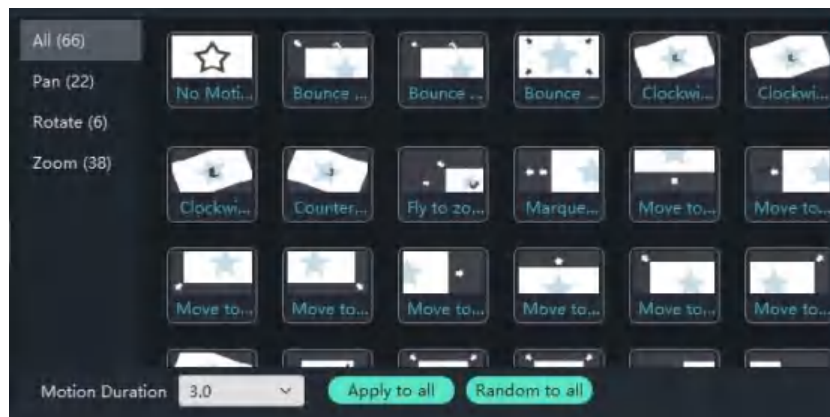 All (66)
Pan (22)
Rotate (6)
Zoom (38)
No Moti...
Bounce ...
Bounce ...
Bounce ...
Clockwi...
Clockwi...
Clockwi...
Counter...
Fly to zo...
Marque...
Move to...
Move to...
Move to...
Move to...
Move to...
Move to...
Move to...
Move to...
Motion Duration 3.0 Apply to all Random to all